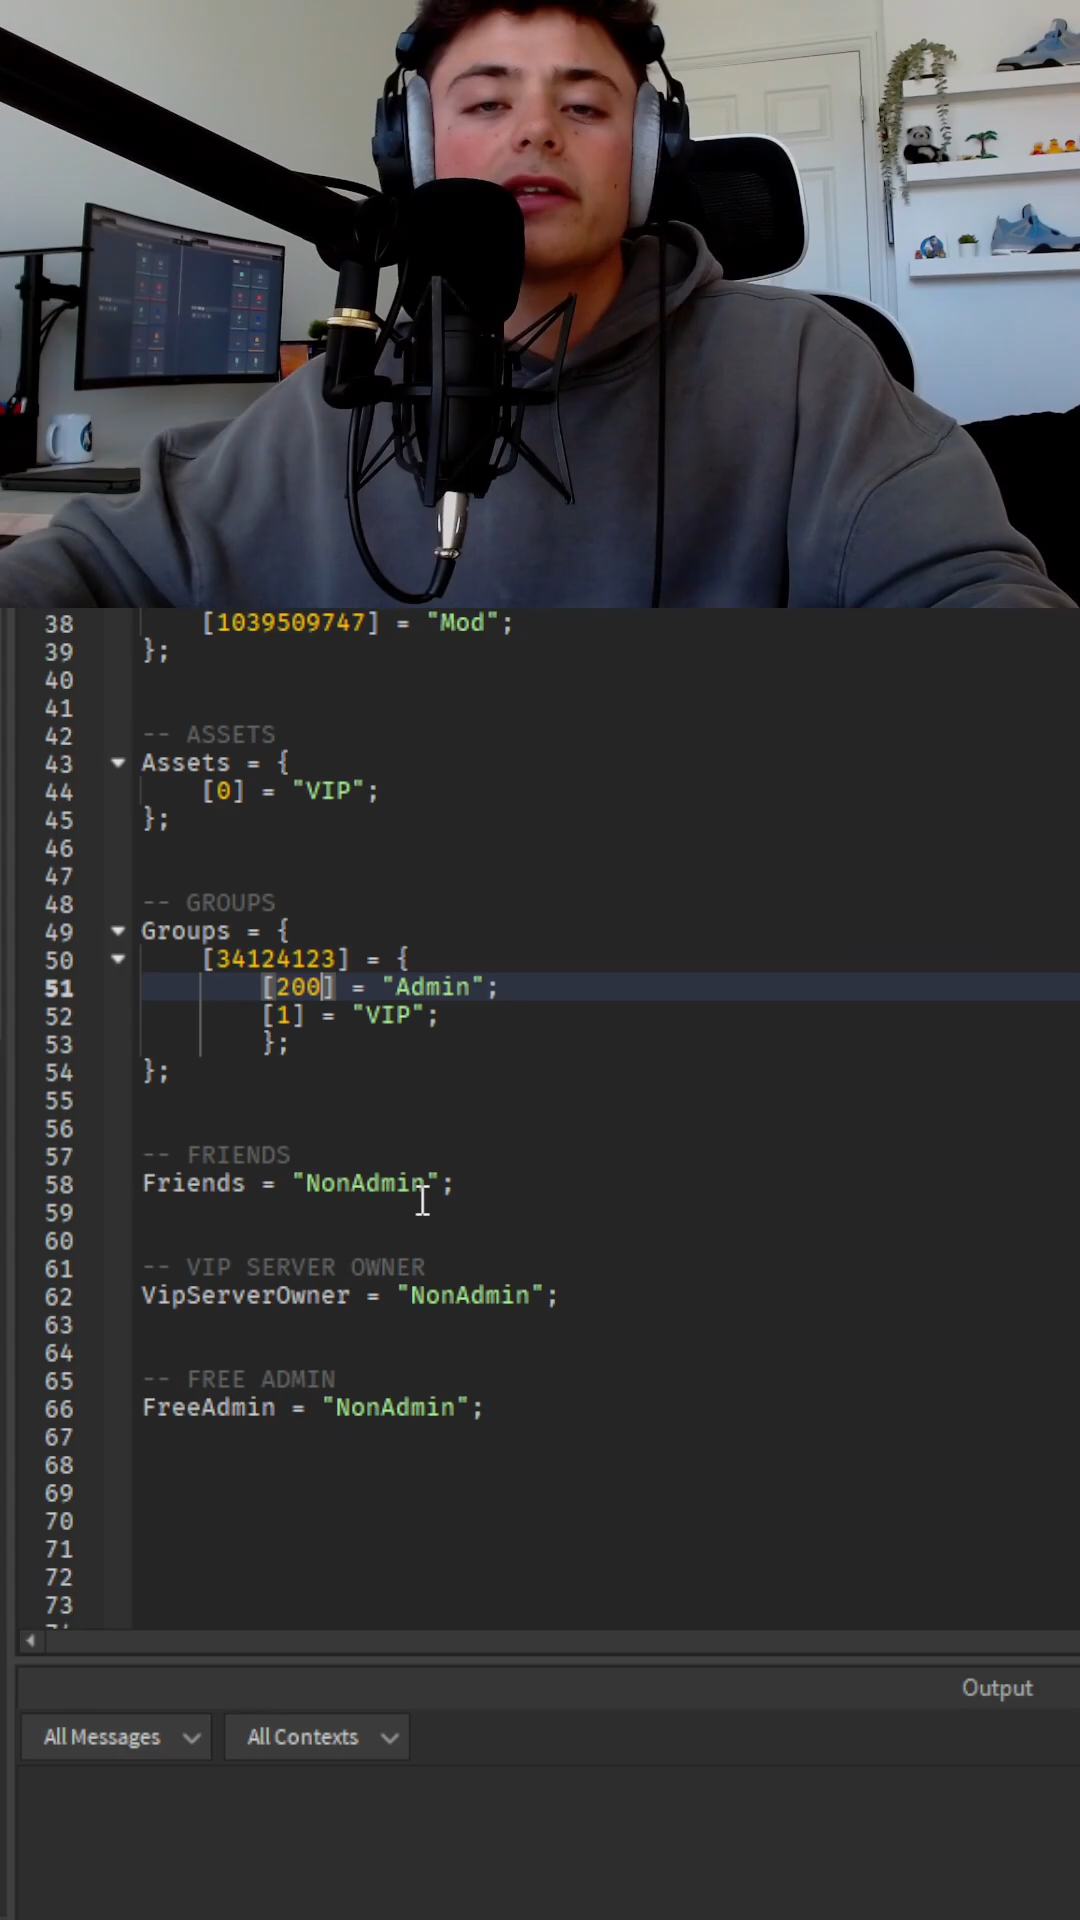 38 [1039509747] = "Mod";
39 };
40
41
42 -- ASSETS
43 Assets = {
44 [0] = "VIP";
45 };
46
47
48 -- GROUPS
49 Groups = {
50 [34124123] = {
51 [200] = "Admin";
52 [1] = "VIP";
53 };
54 };
55
56
57 -- FRIENDS
58 Friends = "NonAdmin";
59
60
61 -- VIP SERVER OWNER
62 VipServerOwner = "NonAdmin";
63
64
65 -- FREE ADMIN
66 FreeAdmin = "NonAdmin";
67
68
69
70
71
72
73
Output
All Messages All Contexts